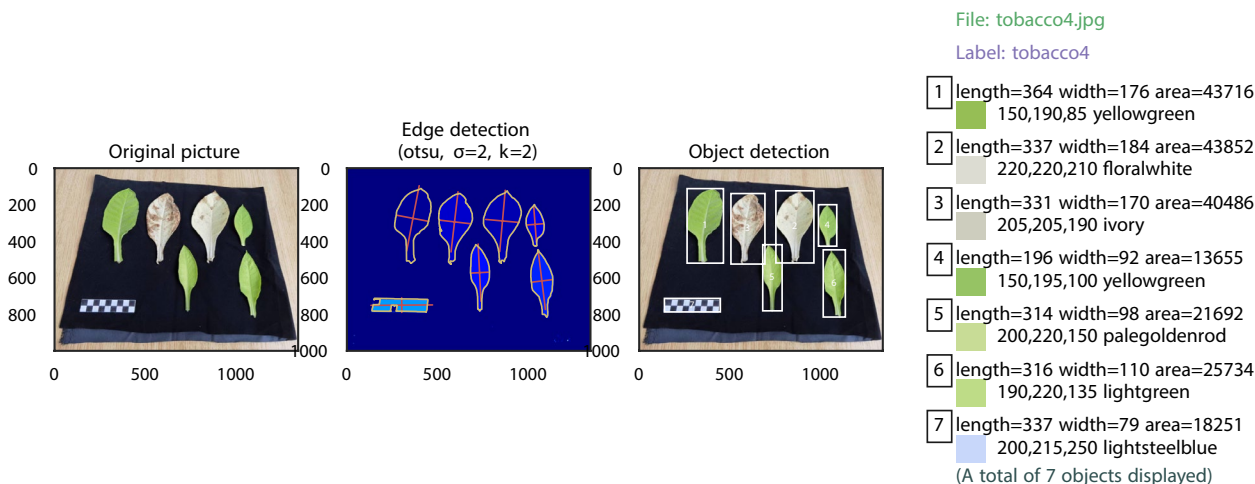 File: tobacco4.jpg
Label: tobacco4
Original picture
0
200
400
600
800
1000
0
500
1000
Edge detection
(otsu, σ=2, k=2)
0
200
400
600
800
1000
0
500
1000
Object detection
0
200
400
600
800
1000
0
500
1000
1
2
4
5
6
7
1 length=364 width=176 area=43716
150,190,85 yellowgreen
2 length=337 width=184 area=43852
220,220,210 floralwhite
3 length=331 width=170 area=40486
205,205,190 ivory
4 length=196 width=92 area=13655
150,195,100 yellowgreen
5 length=314 width=98 area=21692
200,220,150 palegoldenrod
6 length=316 width=110 area=25734
190,220,135 lightgreen
7 length=337 width=79 area=18251
200,215,250 lightsteelblue
(A total of 7 objects displayed)